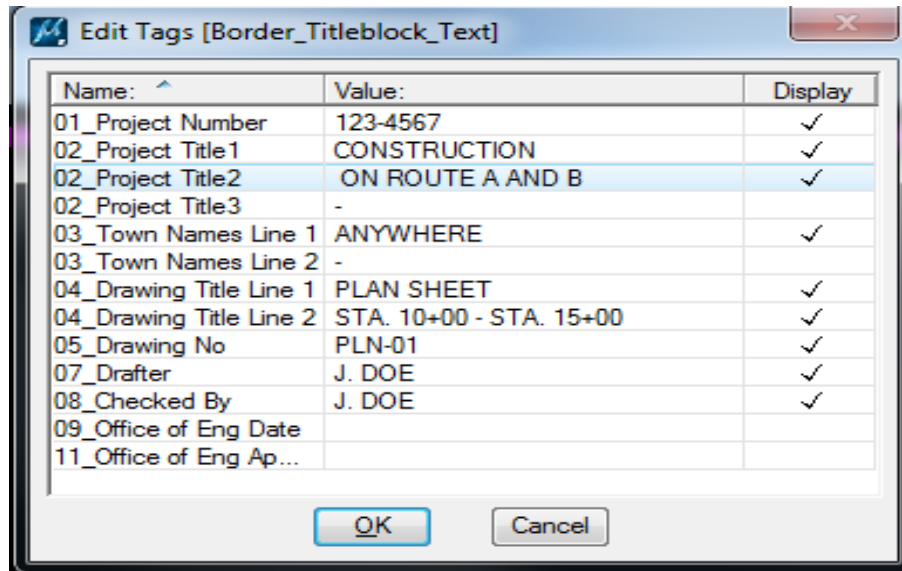 Edit Tags [Border_Titleblock_Text]
Name: Value: Display
01_Project Number 123-4567 ✓
02_Project Title1 CONSTRUCTION ✓
02_Project Title2 ON ROUTE A AND B ✓
02_Project Title3 -
03_Town Names Line 1 ANYWHERE ✓
03_Town Names Line 2 -
04_Drawing Title Line 1 PLAN SHEET ✓
04_Drawing Title Line 2 STA. 10+00 - STA. 15+00 ✓
05_Drawing No PLN-01 ✓
07_Drafter J. DOE ✓
08_Checked By J. DOE ✓
09_Office of Eng Date
11_Office of Eng Ap...
OK Cancel